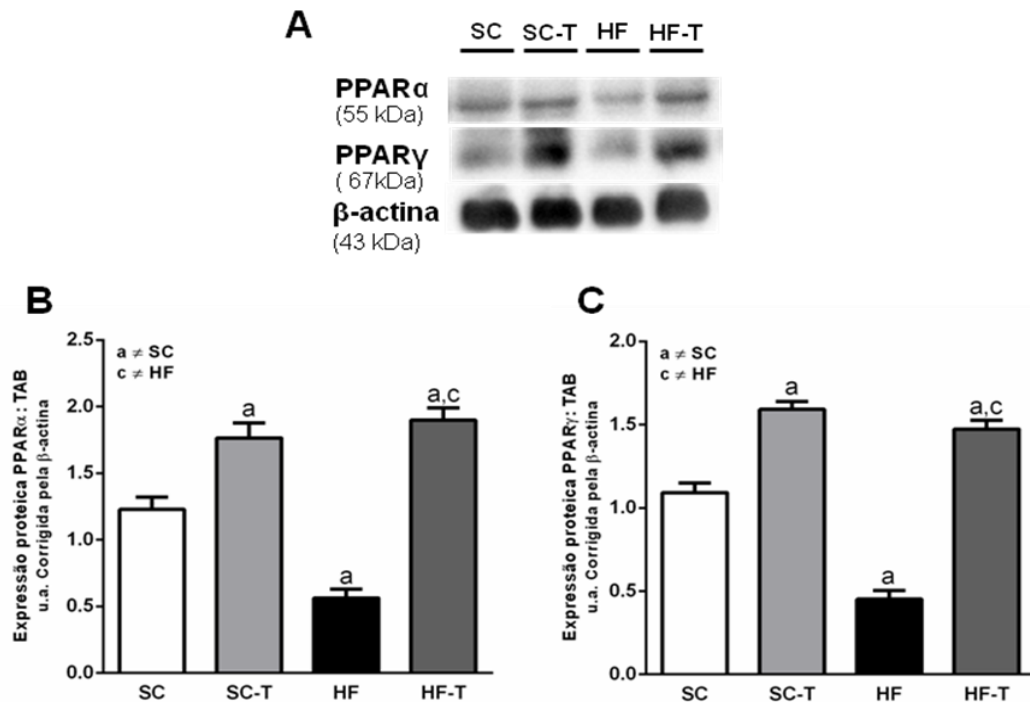 A
SC SC-T HF HF-T
PPARα
(55 kDa)
PPARγ
( 67kDa)
β-actina
(43 kDa)
B
Expressão proteica PPARα: TAB
u.a. Corrigida pela β-actina
2.5
2.0
1.5
1.0
0.5
0.0
a ≠ SC
c ≠ HF
a
a
a,c
SC SC-T HF HF-T
C
Expressão proteica PPARγ: TAB
u.a. Corrigida pela β-actina
2.0
1.5
1.0
0.5
0.0
a ≠ SC
c ≠ HF
a
a
a,c
SC SC-T HF HF-T